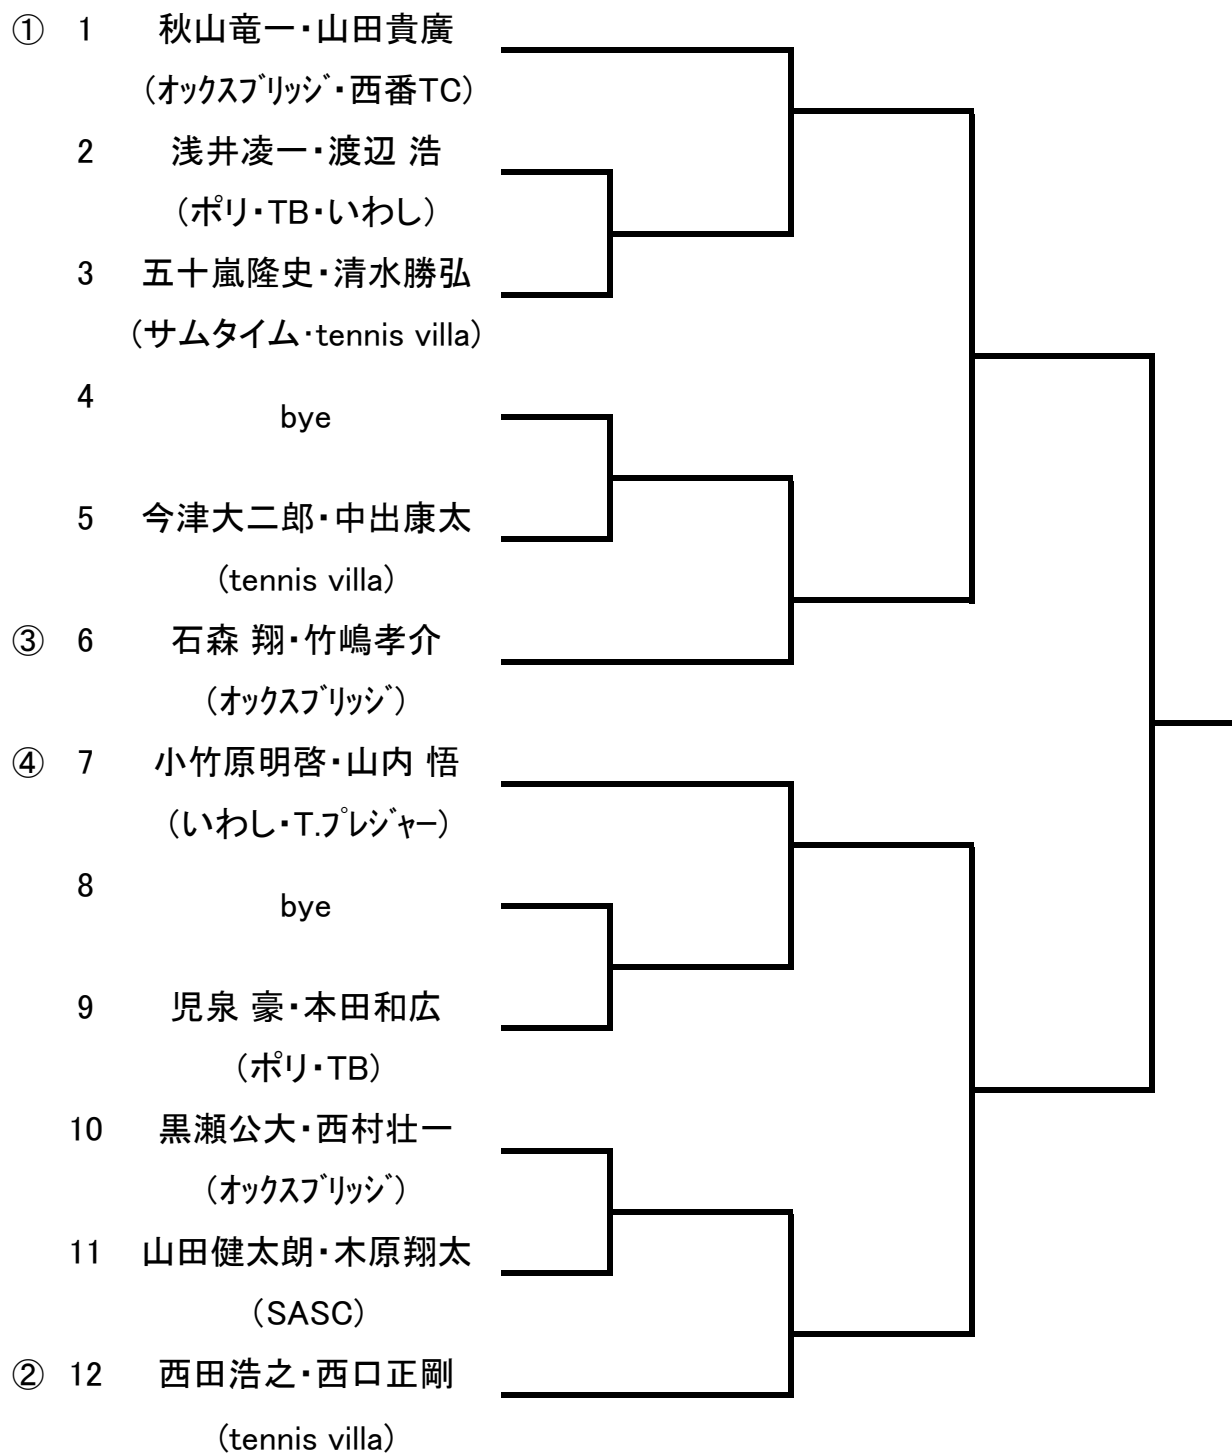 ① 1 秋山竜一・山田貴廣
(ｵｯｸｽﾌﾞﾘｯｼﾞ・西番TC)
2 浅井凌一・渡辺 浩
(ポリ・TB・いわし)
3 五十嵐隆史・清水勝弘
(サムタイム・tennis villa)
4 bye
5 今津大二郎・中出康太
(tennis villa)
③ 6 石森 翔・竹嶋孝介
(ｵｯｸｽﾌﾞﾘｯｼﾞ)
④ 7 小竹原明啓・山内 悟
(いわし・T.ﾌﾟﾚｼﾞｬｰ)
8 bye
9 児泉 豪・本田和広
(ポリ・TB)
10 黒瀬公大・西村壮一
(ｵｯｸｽﾌﾞﾘｯｼﾞ)
11 山田健太朗・木原翔太
(SASC)
② 12 西田浩之・西口正剛
(tennis villa)